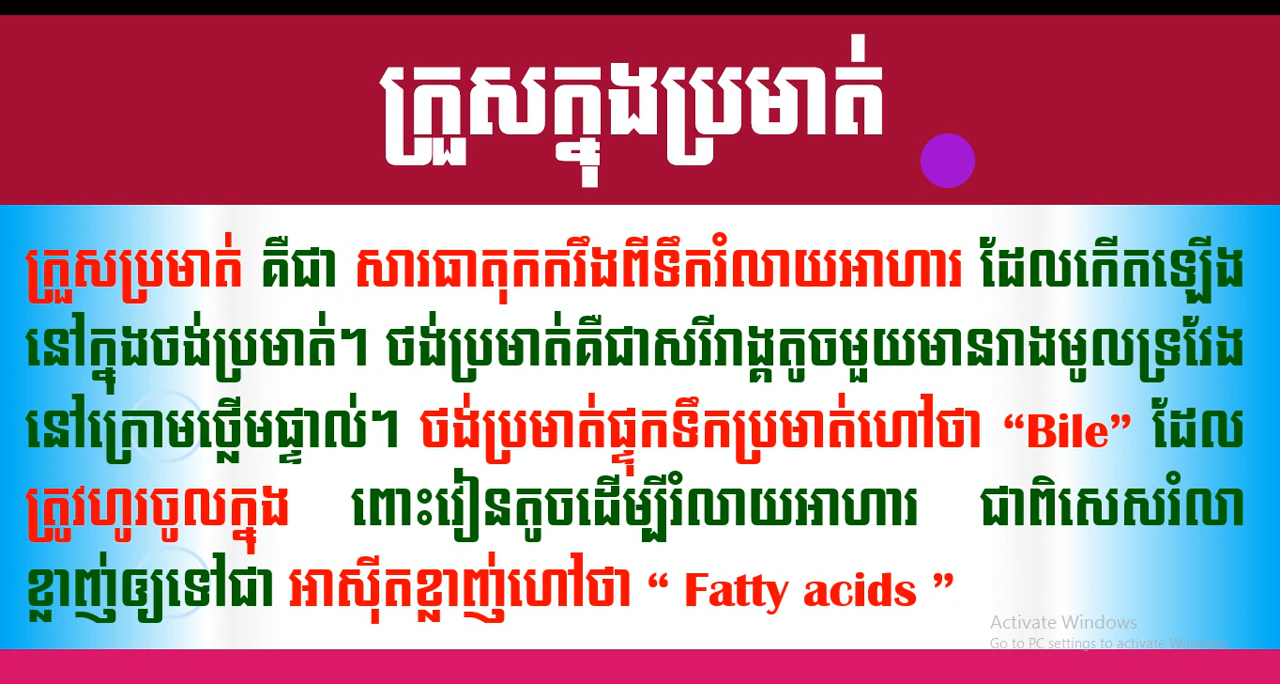 ក្រួសក្នុងប្រមាត់
ក្រួសប្រមាត់ គឺជា សារធាតុកករឹងពីទឹករំលាយអាហារ ដែលកើតឡើង
នៅក្នុងថង់ប្រមាត់។ ថង់ប្រមាត់គឺជាសរីរាង្គតូចមួយមានរាងមូលទ្រវែង
នៅក្រោមថ្លើមផ្ទាល់។ ថង់ប្រមាត់ផ្ទុកទឹកប្រមាត់ហៅថា “Bile” ដែល
ត្រូវហូរចូលក្នុង ពោះវៀនតូចដើម្បីរំលាយអាហារ ជាពិសេសរំលា
ខ្លាញ់ឲ្យទៅជា អាស៊ីតខ្លាញ់ហៅថា “ Fatty acids ”
Activate Windows
Go to PC settings to activate Windows.